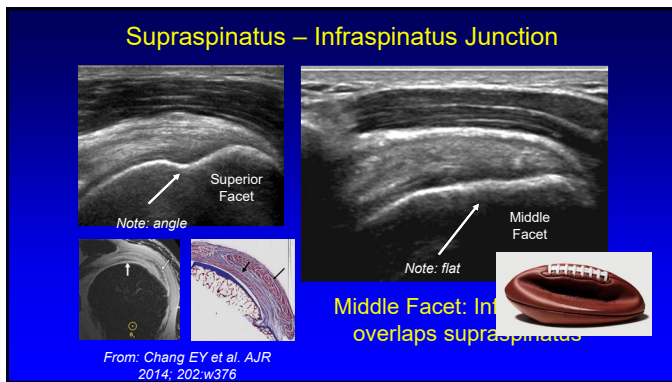 Supraspinatus – Infraspinatus Junction
Superior
Facet
Note: angle
Middle
Facet
Note: flat
Middle Facet:
overlaps supraspinatus
From: Chang EY et al. AJR
2014; 202:w376